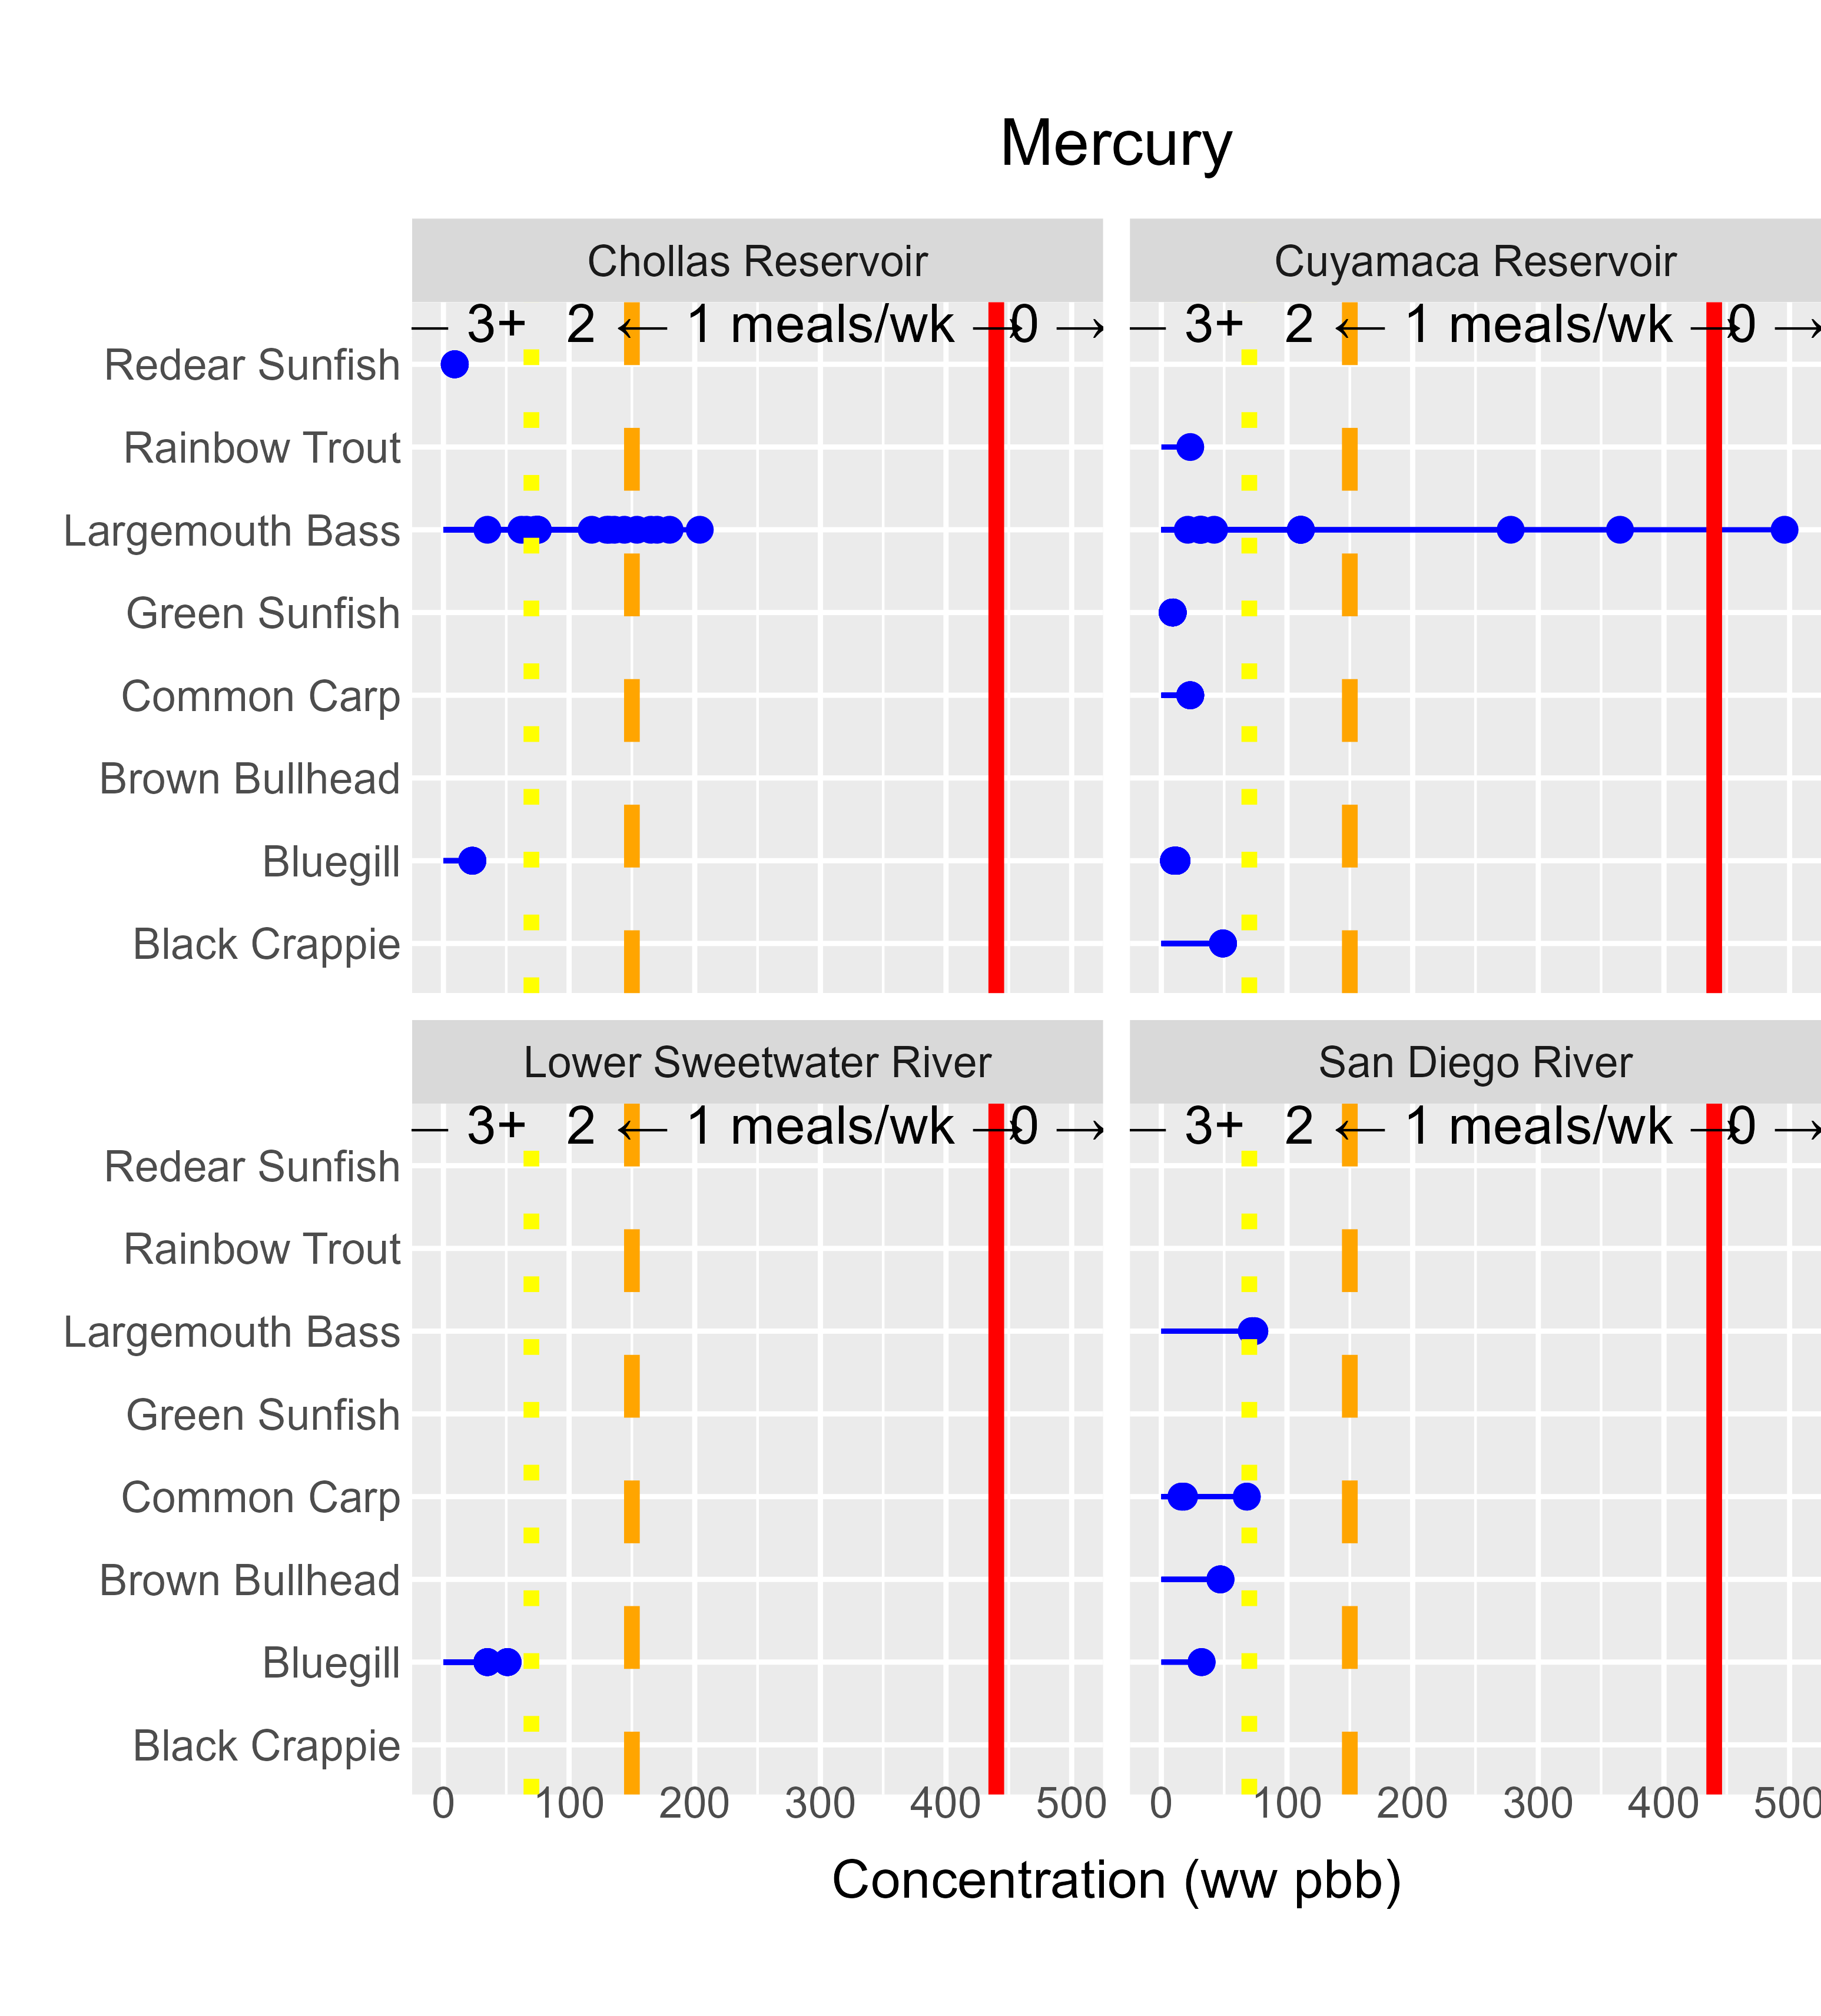 Mercury
Chollas Reservoir
Cuyamaca Reservoir
— 3+ 2 ← 1 meals/wk → 0 →
— 3+ 2 ← 1 meals/wk → 0 →
Redear Sunfish
Rainbow Trout
Largemouth Bass
Green Sunfish
Common Carp
Brown Bullhead
Bluegill
Black Crappie
Lower Sweetwater River
San Diego River
— 3+ 2 ← 1 meals/wk → 0 →
— 3+ 2 ← 1 meals/wk → 0 →
Redear Sunfish
Rainbow Trout
Largemouth Bass
Green Sunfish
Common Carp
Brown Bullhead
Bluegill
Black Crappie
0 100 200 300 400 500
0 100 200 300 400 500
Concentration (ww pbb)